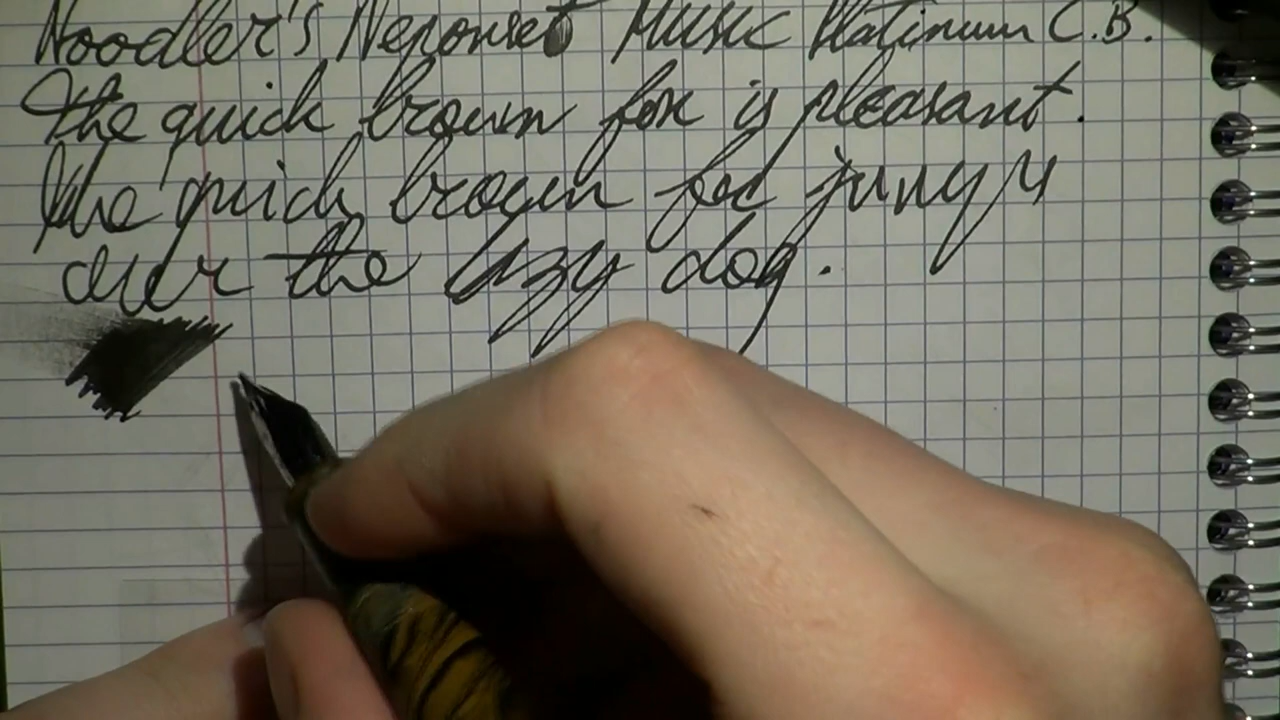 Noodler's Neponset Music Platinum C.B.
the quick brown fox is pleasant.
the quick brown fox jumps
over the lazy dog.